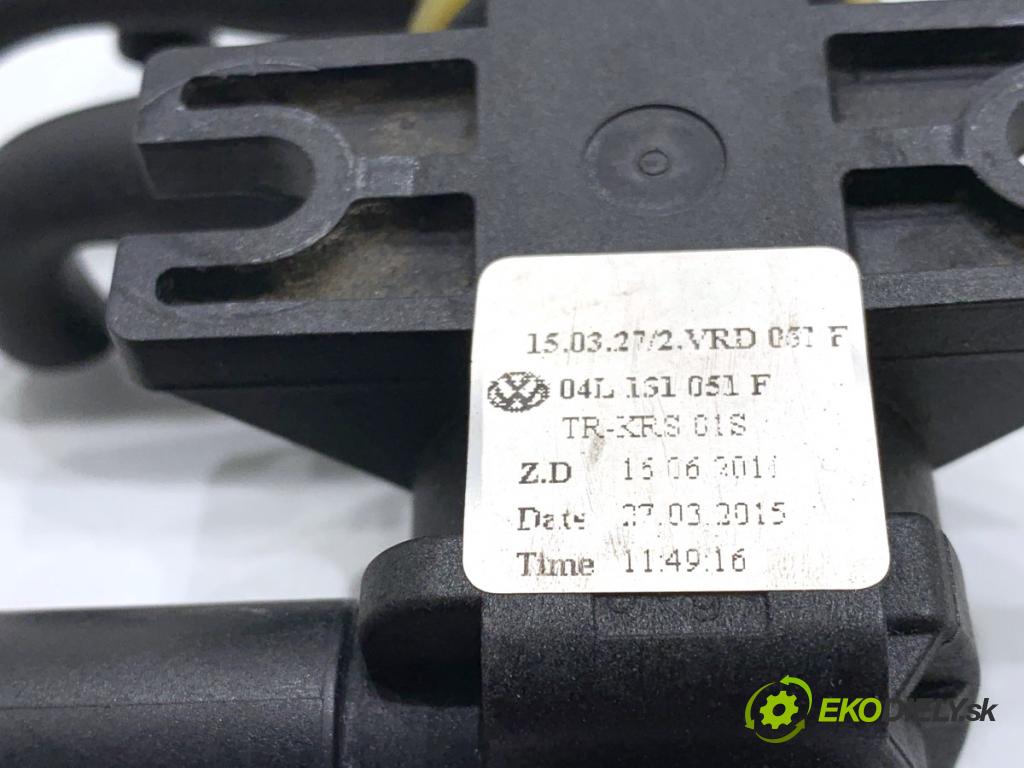 15.03.27/2.VRD 051 F
04L 131 051 F
TR-KRS 01S
Z.D 16.06.2011
Date 27.03.2015
Time 11:49:16
EKODIELY.sk